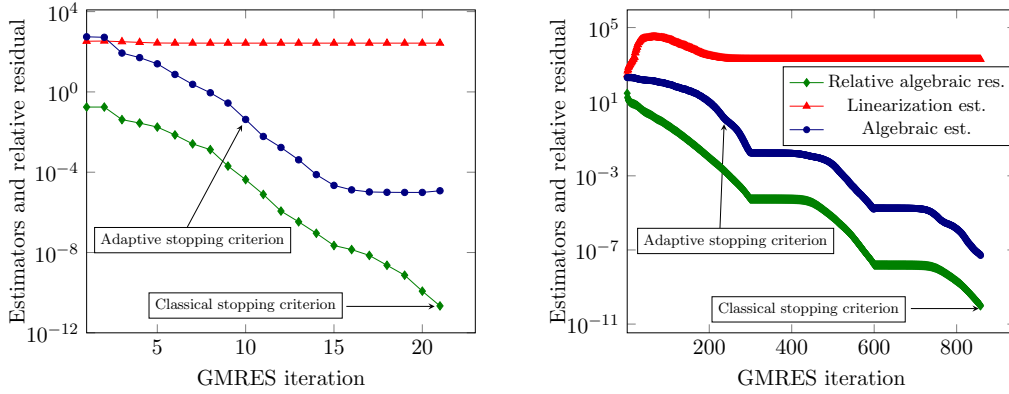 Estimators and relative residual
10^4
10^0
10^−4
10^−8
10^−12
5
10
15
20
GMRES iteration
Adaptive stopping criterion
Classical stopping criterion
Estimators and relative residual
10^5
10^1
10^−3
10^−7
10^−11
200
400
600
800
GMRES iteration
Relative algebraic res.
Linearization est.
Algebraic est.
Adaptive stopping criterion
Classical stopping criterion